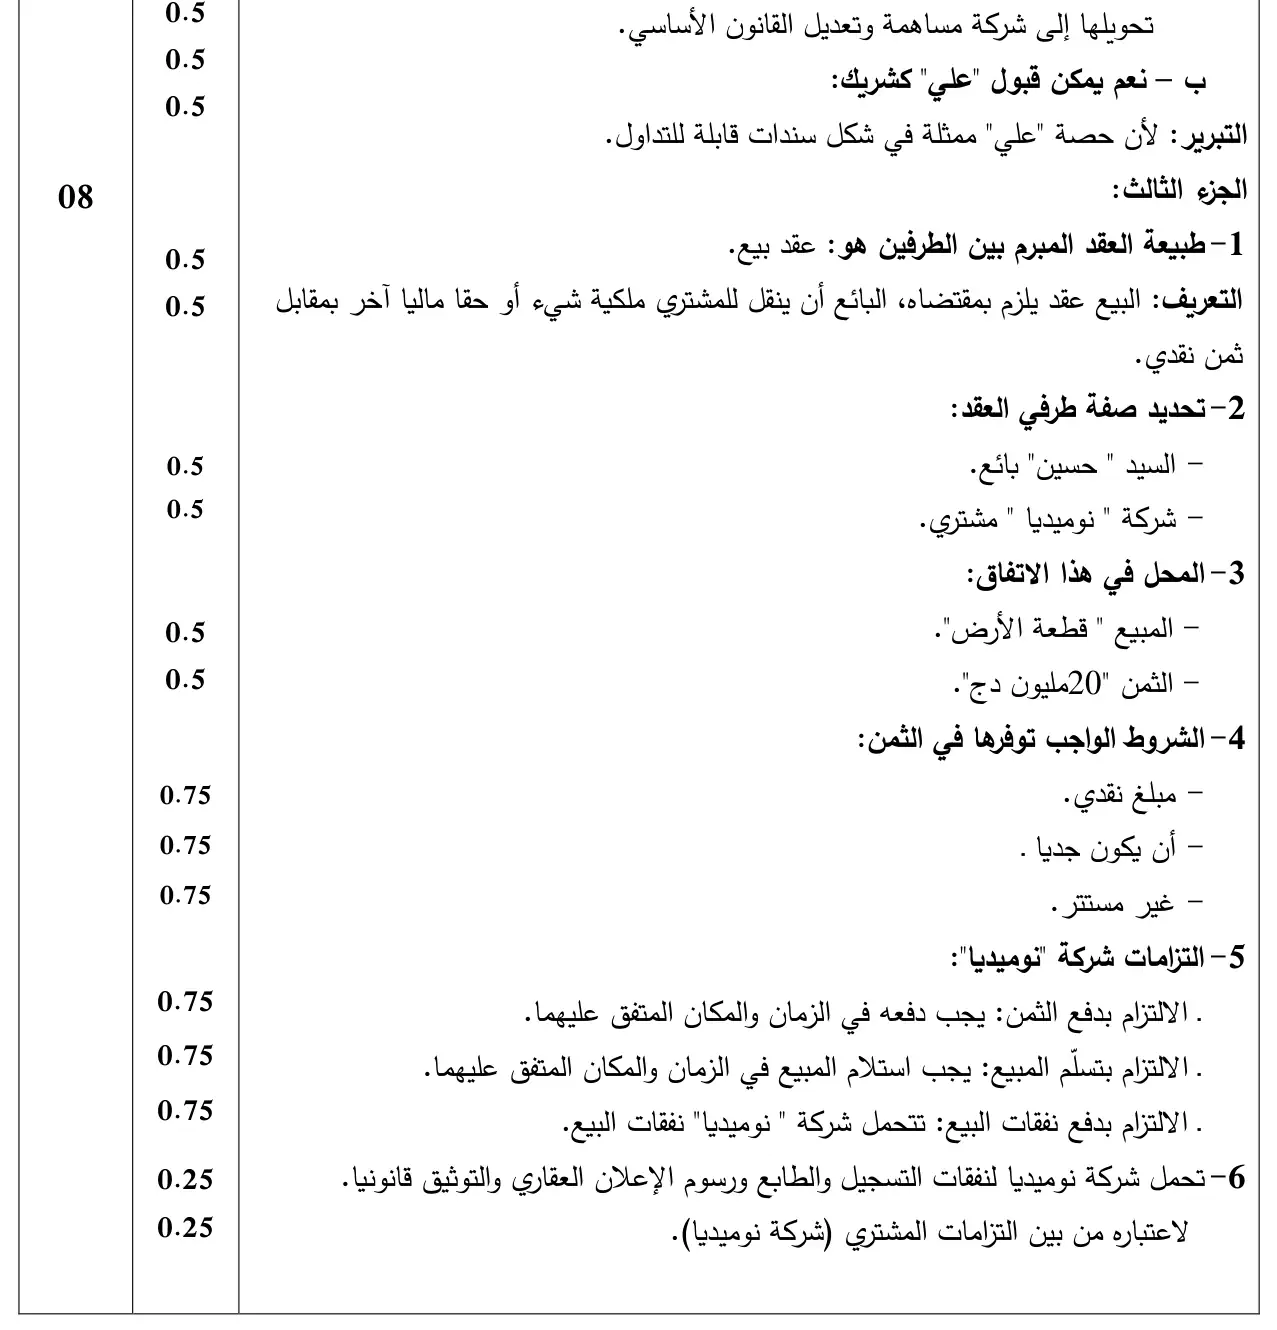 تحويلها إلى شركة مساهمة وتعديل القانون الأساسي. 0.5
0.5
ب – نعم يمكن قبول "علي" كشريك:
0.5
التبرير: لأن حصة "علي" ممثلة في شكل سندات قابلة للتداول.
الجزء الثالث: 08
1-طبيعة العقد المبرم بين الطرفين هو: عقد بيع. 0.5
التعريف: البيع عقد يلزم بمقتضاه، البائع أن ينقل للمشتري ملكية شيء أو حقا ماليا آخر بمقابل 0.5
ثمن نقدي.
2-تحديد صفة طرفي العقد:
– السيد " حسين" بائع. 0.5
– شركة " نوميديا " مشتري. 0.5
3-المحل في هذا الاتفاق:
– المبيع " قطعة الأرض". 0.5
– الثمن "20مليون دج". 0.5
4-الشروط الواجب توفرها في الثمن:
– مبلغ نقدي. 0.75
– أن يكون جديا . 0.75
– غير مستتر. 0.75
5-التزامات شركة "نوميديا":
. الالتزام بدفع الثمن: يجب دفعه في الزمان والمكان المتفق عليهما. 0.75
. الالتزام بتسلّم المبيع: يجب استلام المبيع في الزمان والمكان المتفق عليهما. 0.75
. الالتزام بدفع نفقات البيع: تتحمل شركة " نوميديا" نفقات البيع. 0.75
6-تحمل شركة نوميديا لنفقات التسجيل والطابع ورسوم الإعلان العقاري والتوثيق قانونيا. 0.25
لاعتباره من بين التزامات المشتري (شركة نوميديا). 0.25